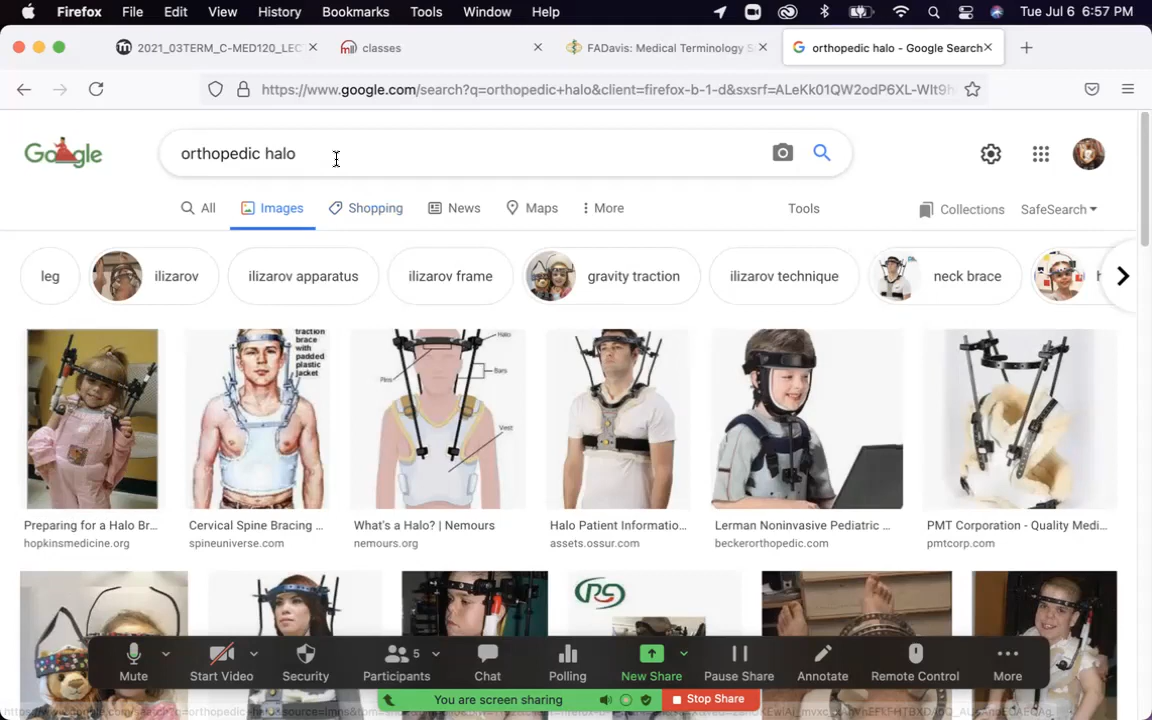 Firefox File Edit View History Bookmarks Tools Window Help Tue Jul 6 6:57 PM
2021_03TERM_C-MED120_LEC classes FADavis: Medical Terminology S orthopedic halo - Google Search
https://www.google.com/search?q=orthopedic+halo&client=firefox-b-1-d&sxsrf=ALeKk01QW2odP6XL-WIt9h
Google orthopedic halo
All Images Shopping News Maps More Tools Collections SafeSearch
leg ilizarov ilizarov apparatus ilizarov frame gravity traction ilizarov technique neck brace h
traction
brace
with
padded
plastic
jacket
Halo
Pins
Bars
Vest
Preparing for a Halo Br... Cervical Spine Bracing ... What's a Halo? | Nemours Halo Patient Informatio... Lerman Noninvasive Pediatric ... PMT Corporation - Quality Medi...
hopkinsmedicine.org spineuniverse.com nemours.org assets.ossur.com beckerorthopedic.com pmtcorp.com
PS
5
Mute Start Video Security Participants Chat Polling New Share Pause Share Annotate Remote Control More
You are screen sharing Stop Share